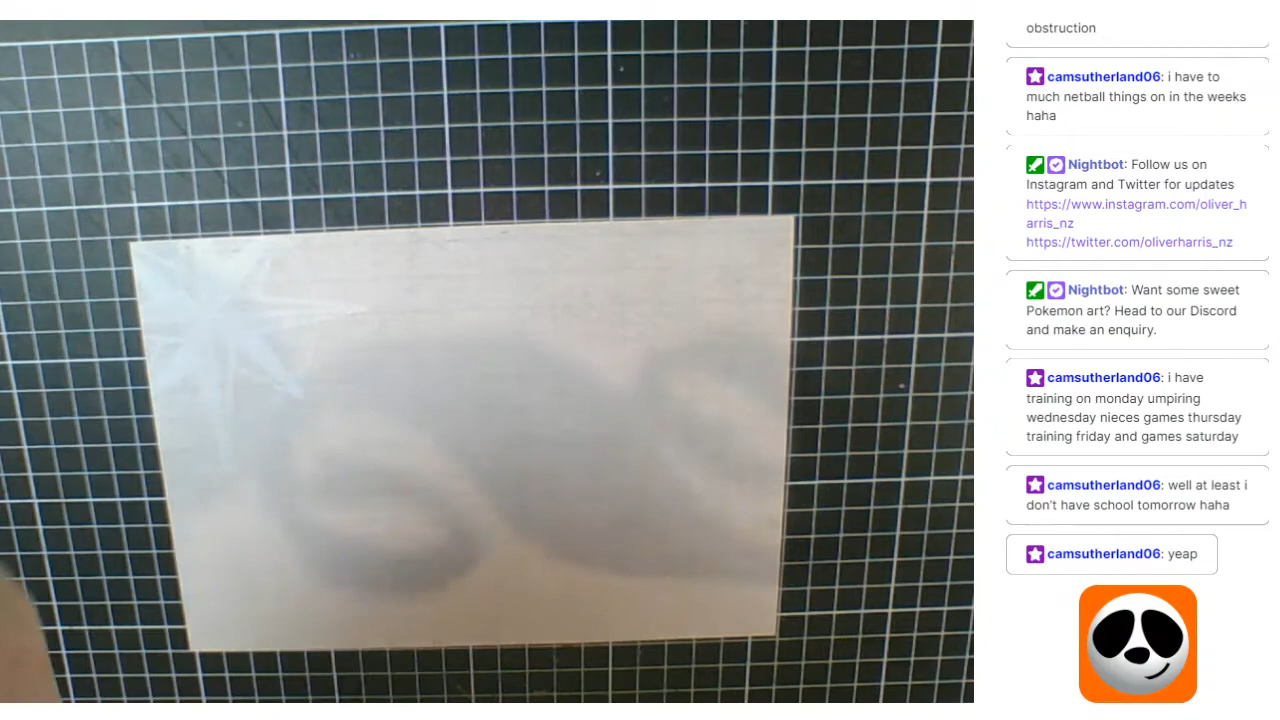 obstruction
camsutherland06: i have to
much netball things on in the weeks
haha
Nightbot: Follow us on
Instagram and Twitter for updates
https://www.instagram.com/oliver_h
arris_nz
https://twitter.com/oliverharris_nz
Nightbot: Want some sweet
Pokemon art? Head to our Discord
and make an enquiry.
camsutherland06: i have
training on monday umpiring
wednesday nieces games thursday
training friday and games saturday
camsutherland06: well at least i
don't have school tomorrow haha
camsutherland06: yeap